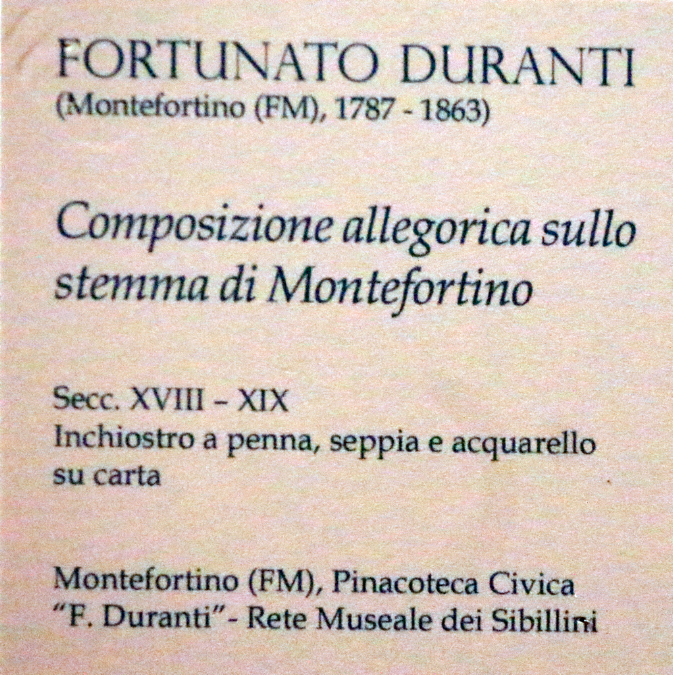 FORTUNATO DURANTI
(Montefortino (FM), 1787 - 1863)
Composizione allegorica sullo
stemma di Montefortino
Secc. XVIII – XIX
Inchiostro a penna, seppia e acquarello
su carta
Montefortino (FM), Pinacoteca Civica
“F. Duranti”- Rete Museale dei Sibillini